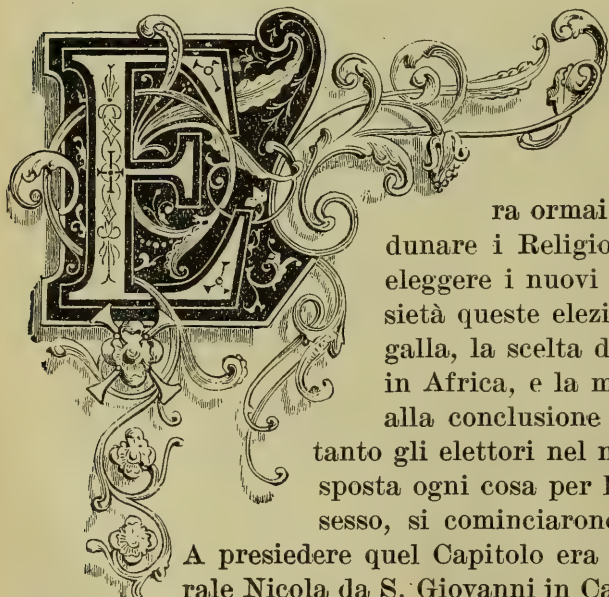 Era ormai
dunare i Religio
eleggere i nuovi
sietà queste elezi
galla, la scelta d
in Africa, e la m
alla conclusione
tanto gli elettori nel
sposta ogni cosa per
sesso, si cominciaron
A presiedere quel Capitolo era
rale Nicola da S. Giovanni in Ca